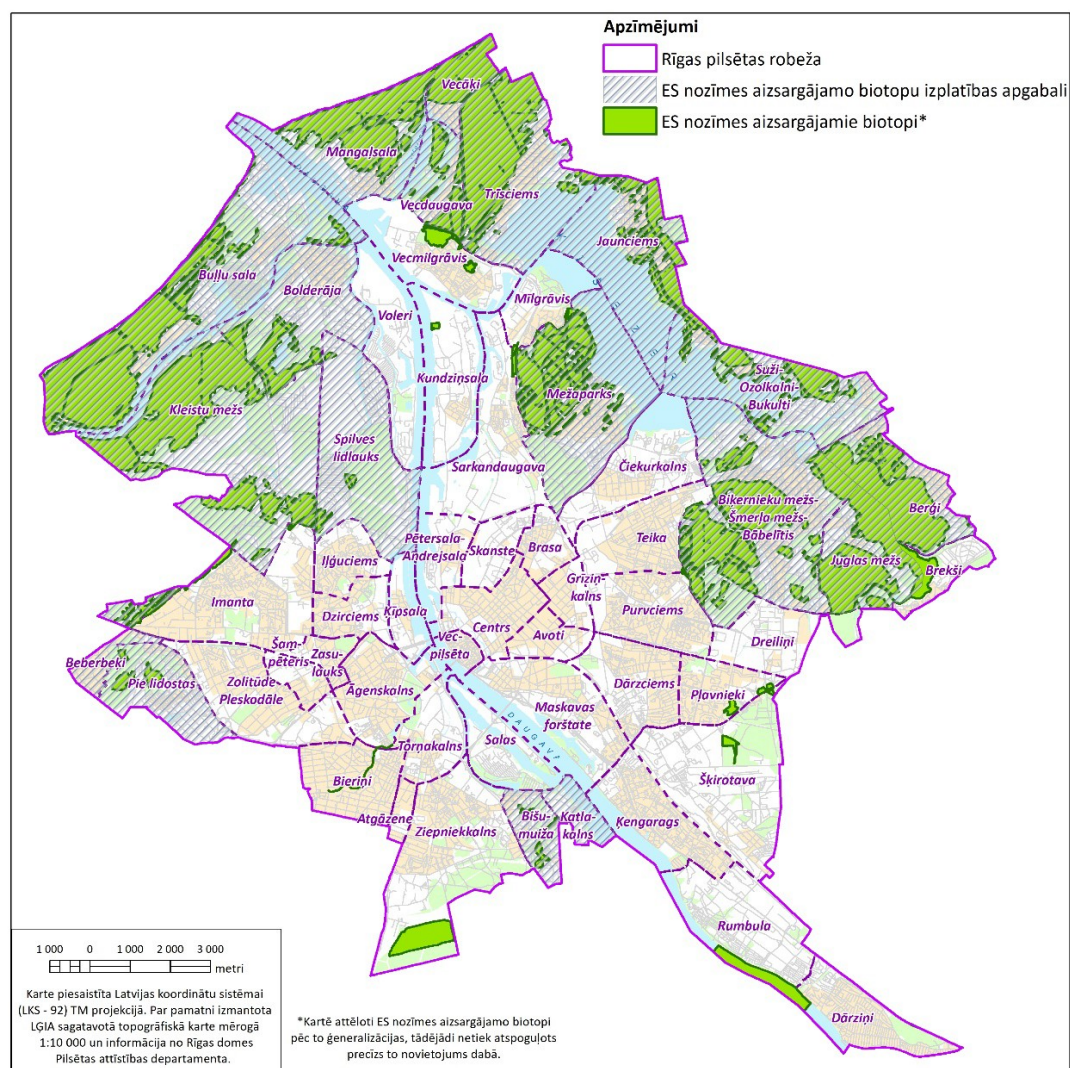 Apzīmējumi
Rīgas pilsētas robeža
ES nozīmes aizsargājamo biotopu izplatības apgabali
ES nozīmes aizsargājamie biotopi*
Vecāķi
Mangaļsala
Trīsciems
Vecdaugava
Jaunciems
Vecmīlgrāvis
Buļļu sala
Bolderāja
Mīlgrāvis
Voleri
Kundziņsala
Mežaparks
Suži-
Ozolkalni-
Bukulti
Kleistu mežs
Spilves
lidlauks
Sarkandaugava
Čiekurkalns
Biķernieku mežs-
Šmerļa mežs-
Bābelītis
Berģi
Pētersala-
Andrejsala
Skanste
Brasa
Teika
Juglas mežs
Brekši
Iļģuciems
Imanta
Dzirciems
Ķīpsala
Grīziņ-
kalns
Purvciems
Centrs
Avoti
Dreiliņi
Vec-
pilsēta
Šam-
pēteris
Zasu-
lauks
Beberbeķi
Pie lidostas
Zolitūde
Pleskodāle
Āgenskalns
Dārzciems
Pļavnieki
Maskavas
forštate
DAUGAVA
Salas
Torņakalns
Šķirotava
Bieriņi
Atgāzene
Ziepniekkalns
Bišu-
muiža
Katla-
kalns
Ķengarags
Rumbula
Dārziņi
1 000 0 1 000 2 000 3 000
metri
Karte piesaistīta Latvijas koordinātu sistēmai
(LKS - 92) TM projekcijā. Par pamatni izmantota
LĢIA sagatavotā topogrāfiskā karte mērogā
1:10 000 un informācija no Rīgas domes
Pilsētas attīstības departamenta.
*Kartē attēloti ES nozīmes aizsargājamo biotopi
pēc to ģeneralizācijas, tādējādi netiek atspoguļots
precīzs to novietojums dabā.